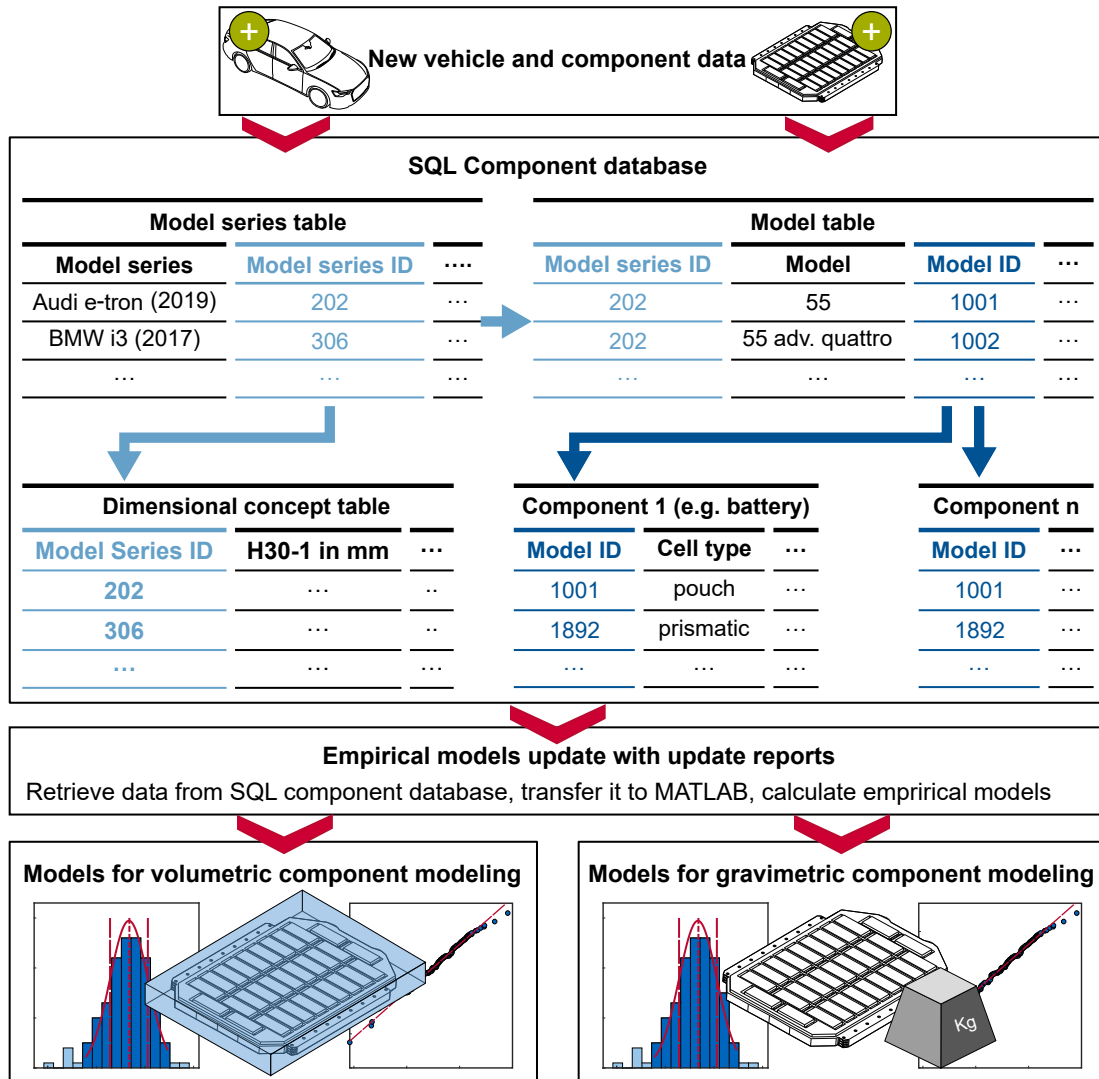 New vehicle and component data
SQL Component database
Model series table
Model series Model series ID ....
Audi e-tron (2019) 202 ...
BMW i3 (2017) 306 ...
... ... ...
Model table
Model series ID Model Model ID ...
202 55 1001 ...
202 55 adv. quattro 1002 ...
... ... ... ...
Dimensional concept table
Model Series ID H30-1 in mm ...
202 ... ..
306 ... ..
... ... ...
Component 1 (e.g. battery)
Model ID Cell type ...
1001 pouch ...
1892 prismatic ...
... ... ...
Component n
Model ID ...
1001 ...
1892 ...
... ...
Empirical models update with update reports
Retrieve data from SQL component database, transfer it to MATLAB, calculate emprirical models
Models for volumetric component modeling
Models for gravimetric component modeling
Kg